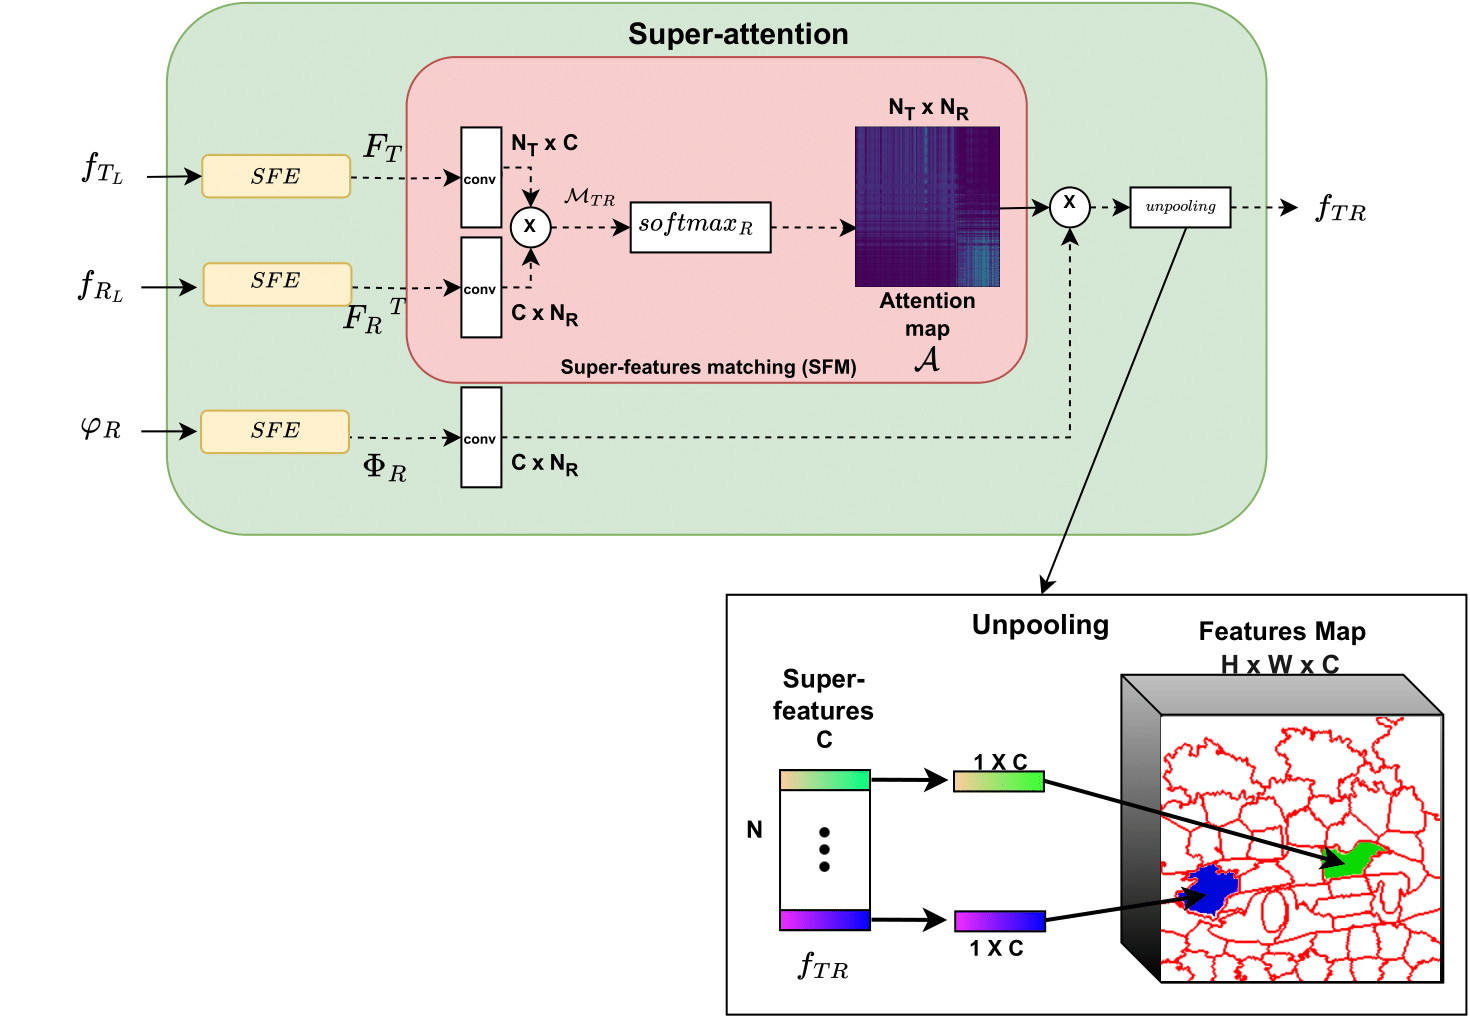 Super-attention
N_T x N_R
f_{T_L}
SFE
F_T
conv
N_T x C
X
\mathcal{M}_{TR}
softmax_R
X
unpooling
f_{TR}
f_{R_L}
SFE
F_R^T
conv
C x N_R
Attention
map
\mathcal{A}
Super-features matching (SFM)
φ_R
SFE
Φ_R
conv
C x N_R
Unpooling
Features Map
H x W x C
Super-
features
C
1 X C
N
1 X C
f_{TR}